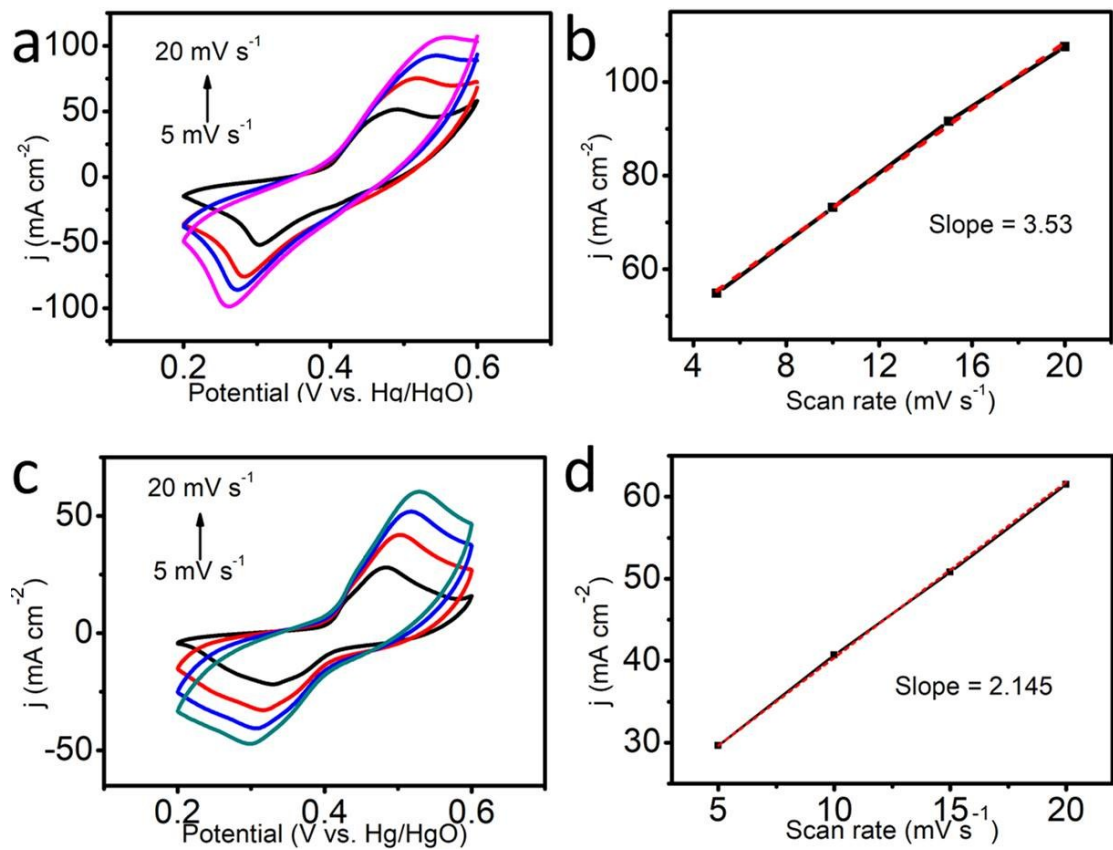 a
20 mV s⁻¹
5 mV s⁻¹
j (mA cm⁻²)
100
50
0
-50
-100
0.2
0.4
0.6
Potential (V vs. Hg/HgO)
b
j (mA cm⁻²)
100
80
60
Slope = 3.53
4
8
12
16
20
Scan rate (mV s⁻¹)
c
20 mV s⁻¹
5 mV s⁻¹
j (mA cm⁻²)
50
0
-50
0.2
0.4
0.6
Potential (V vs. Hg/HgO)
d
j (mA cm⁻²)
60
50
40
30
Slope = 2.145
5
10
15
20
Scan rate (mV s⁻¹)